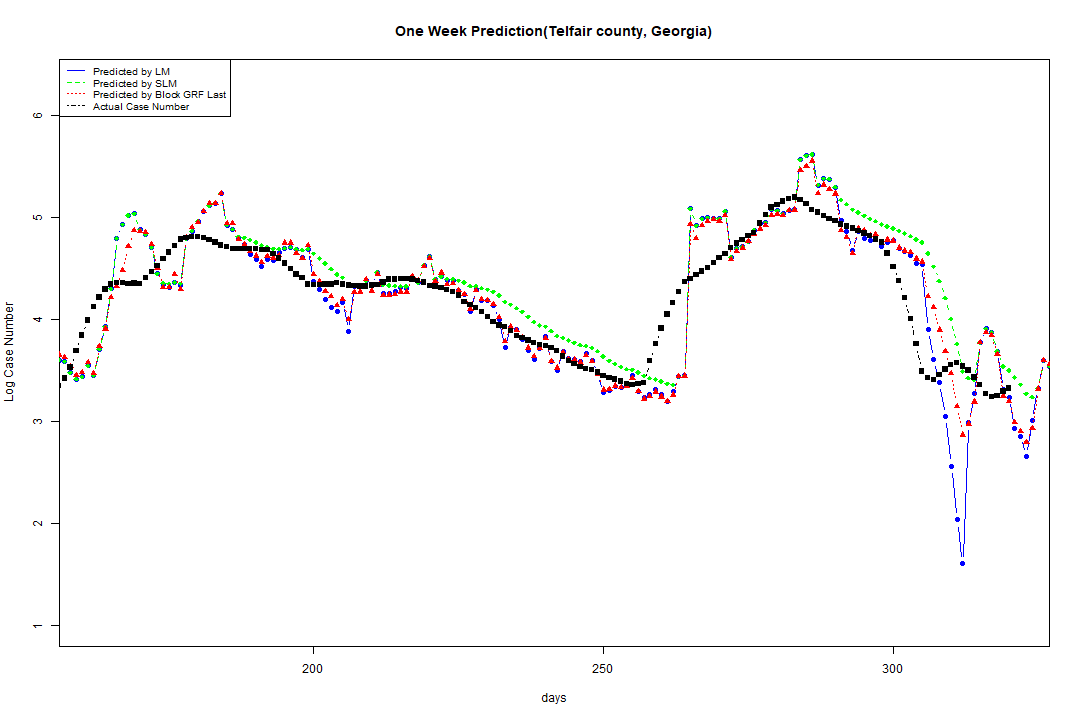 One Week Prediction(Telfair county, Georgia)
Predicted by LM
Predicted by SLM
Predicted by Block GRF Last
Actual Case Number
Log Case Number
6
5
4
3
2
1
200
250
300
days